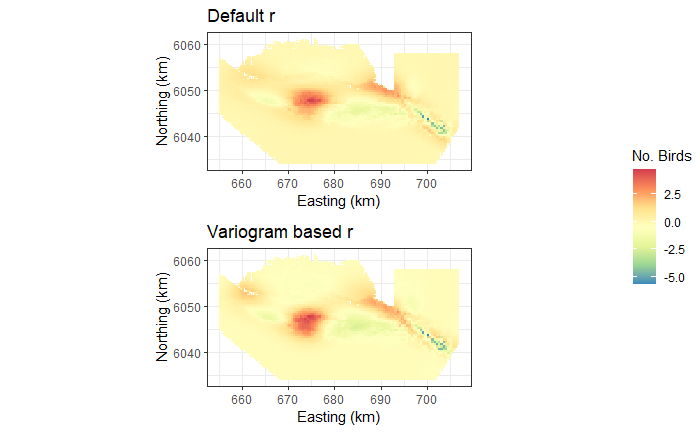 Default r
6060
6050
6040
Northing (km)
660 670 680 690 700
Easting (km)
Variogram based r
6060
6050
6040
Northing (km)
660 670 680 690 700
Easting (km)
No. Birds
2.5
0.0
-2.5
-5.0